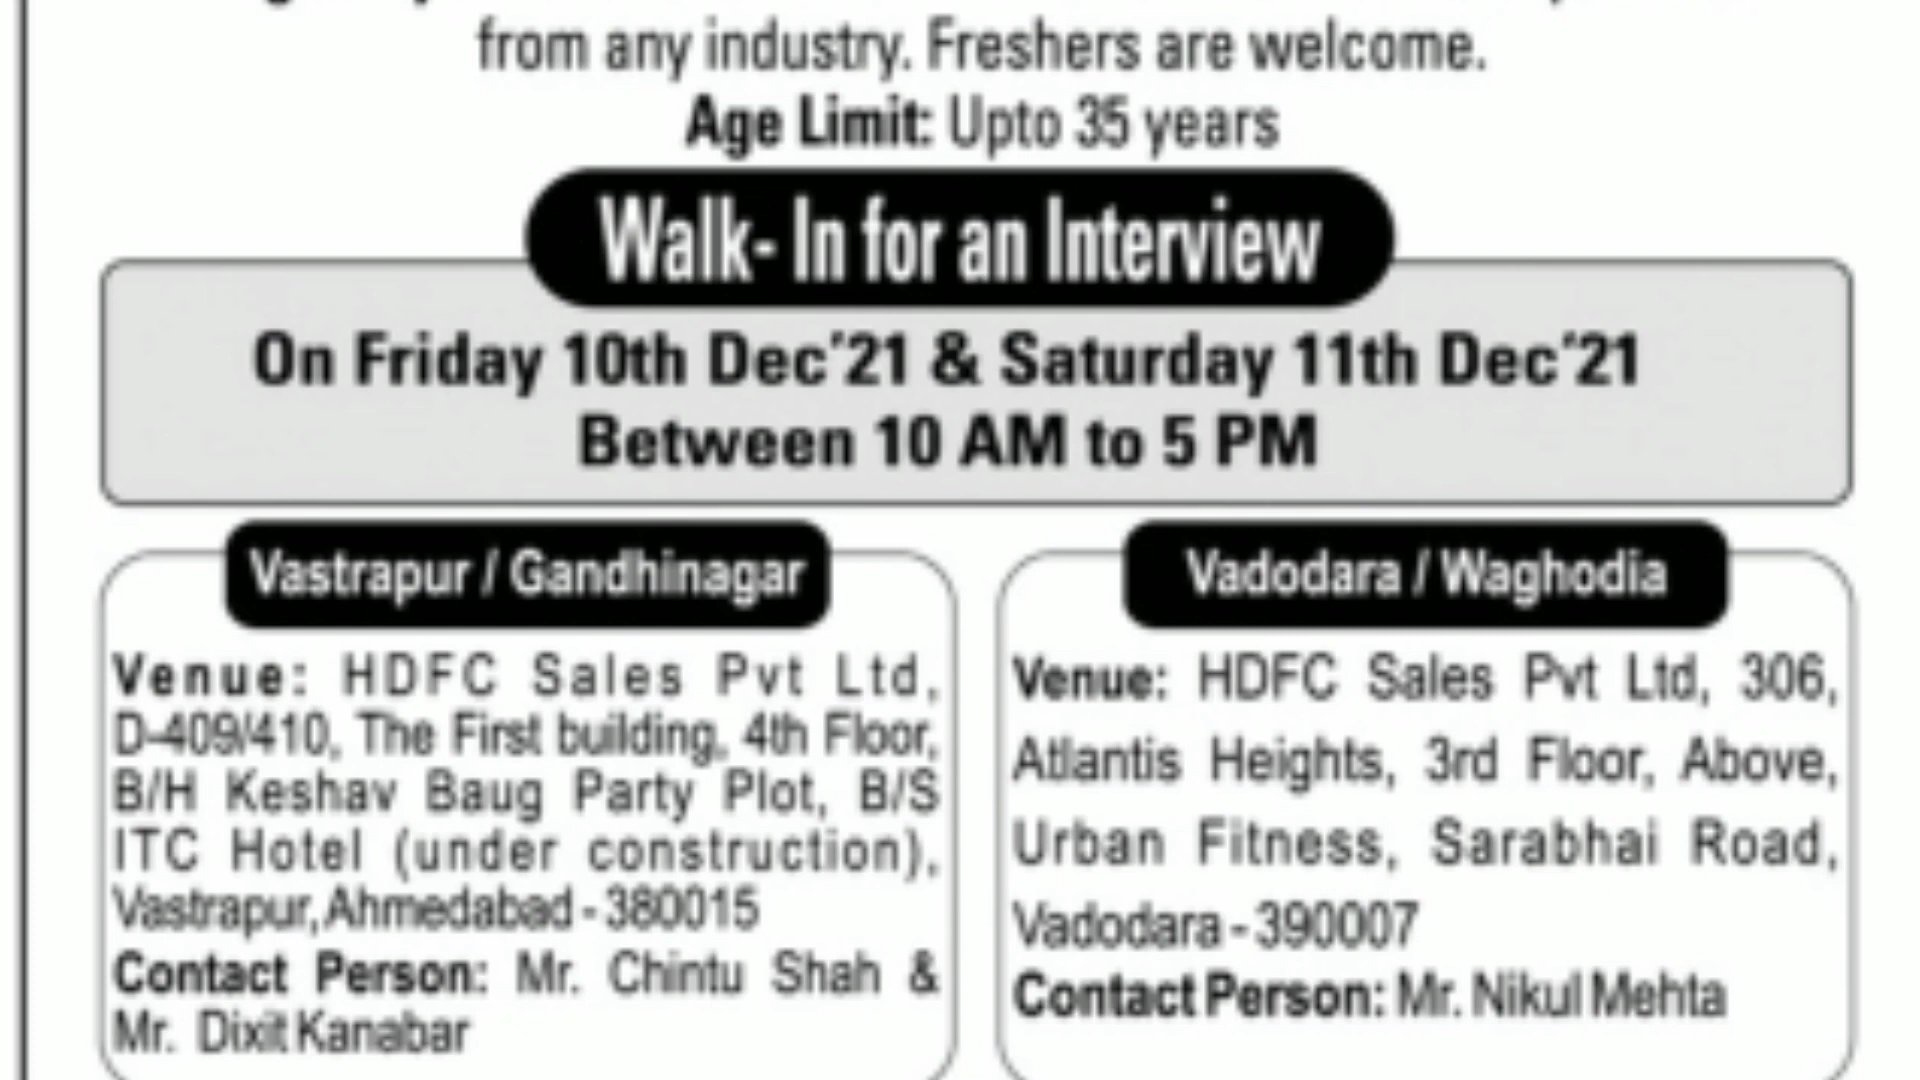 from any industry. Freshers are welcome.
Age Limit: Upto 35 years
Walk- In for an Interview
On Friday 10th Dec'21 & Saturday 11th Dec'21
Between 10 AM to 5 PM
Vastrapur / Gandhinagar
Venue: HDFC Sales Pvt Ltd,
D-409/410, The First building, 4th Floor,
B/H Keshav Baug Party Plot, B/S
ITC Hotel (under construction),
Vastrapur, Ahmedabad - 380015
Contact Person: Mr. Chintu Shah &
Mr. Dixit Kanabar
Vadodara / Waghodia
Venue: HDFC Sales Pvt Ltd, 306,
Atlantis Heights, 3rd Floor, Above,
Urban Fitness, Sarabhai Road,
Vadodara - 390007
Contact Person: Mr. Nikul Mehta